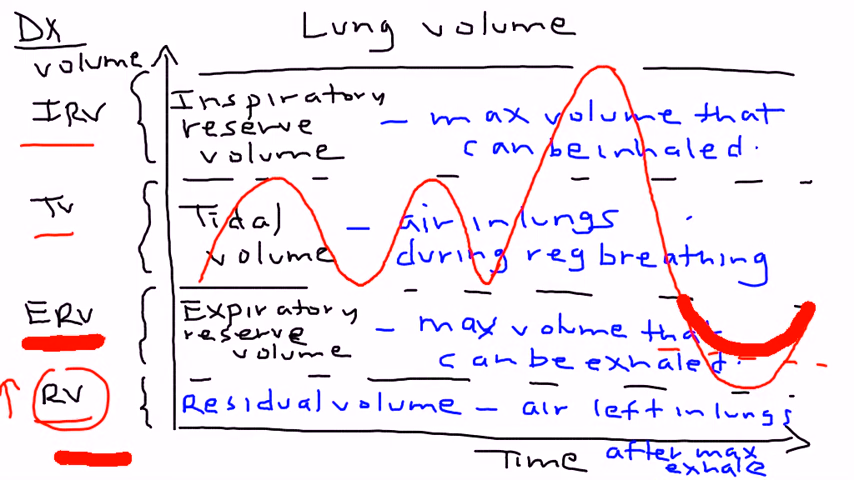 DX
Lung volume
volume
IRV
Inspiratory
reserve
volume
- max volume that
can be inhaled.
TV
Tidal
volume
- air in lungs
during reg breathing
ERV
Expiratory
reserve
volume
- max volume that
can be exhaled.
↑ RV
Residual volume - air left in lungs
after max
exhale
Time